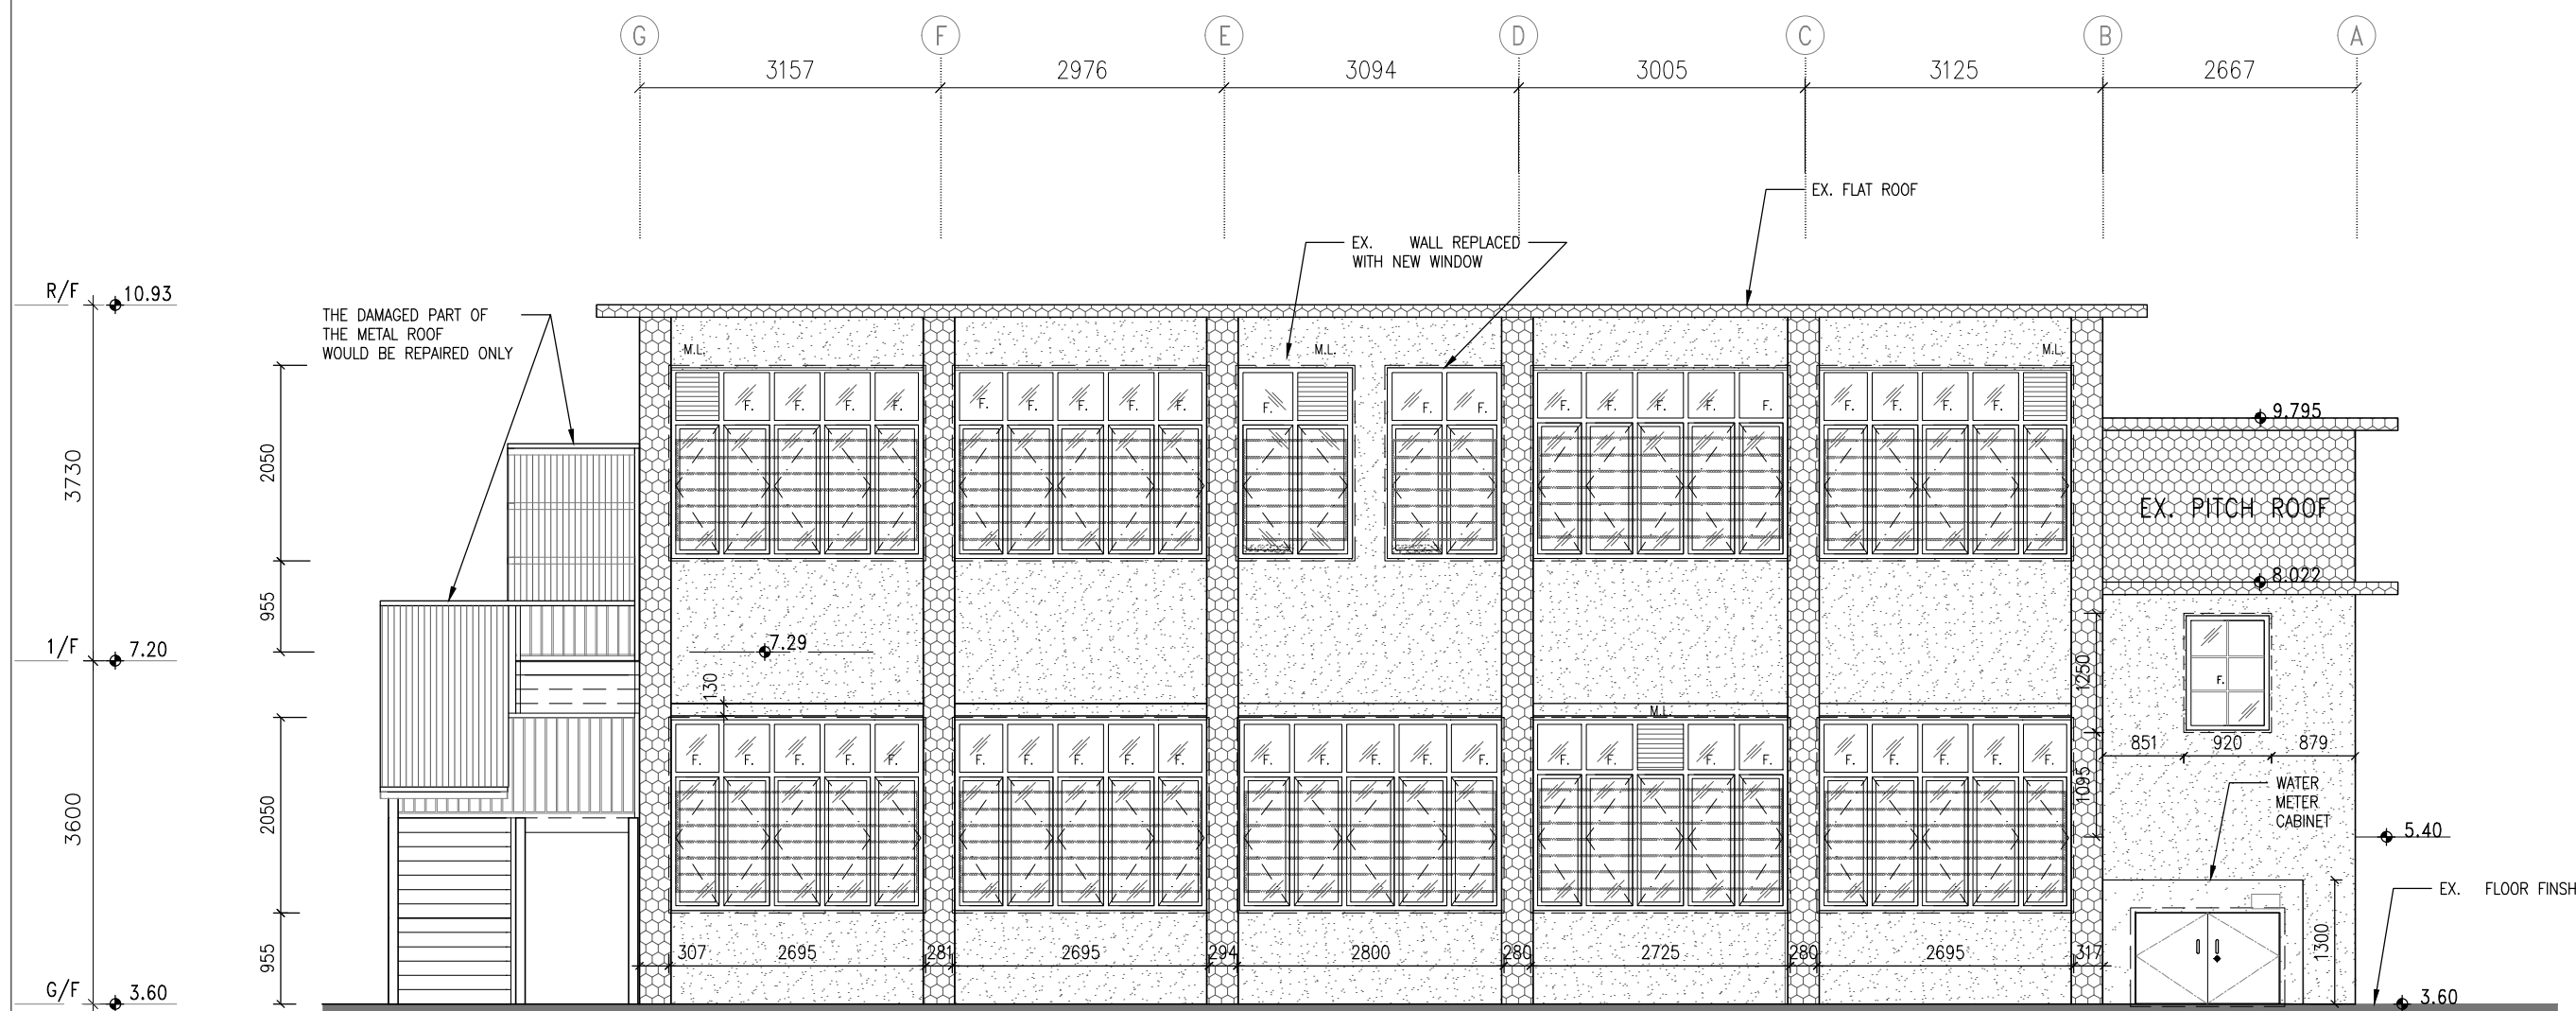 G F E D C B A
3157 2976 3094 3005 3125 2667
EX. FLAT ROOF
EX. WALL REPLACED
WITH NEW WINDOW
R/F 10.93
THE DAMAGED PART OF
THE METAL ROOF
WOULD BE REPAIRED ONLY
M.L. M.L. M.L.
F. F. F. F. F. F. F. F. F. F. F. F. F. F. F. F. F. F. F. F. F.
9.795
3730
2050
EX. PITCH ROOF
8.022
955
1/F 7.20
7.29
130
1250
F.
M.L.
F. F. F. F. F. F. F. F. F. F. F. F. F. F. F. F. F. F. F. F. F. F. F. F.
851 920 879
1095
WATER
METER
CABINET
3600
2050
5.40
EX. FLOOR FINSH
955
307 2695 281 2695 294 2800 280 2725 280 2695 317
1300
G/F 3.60
3.60